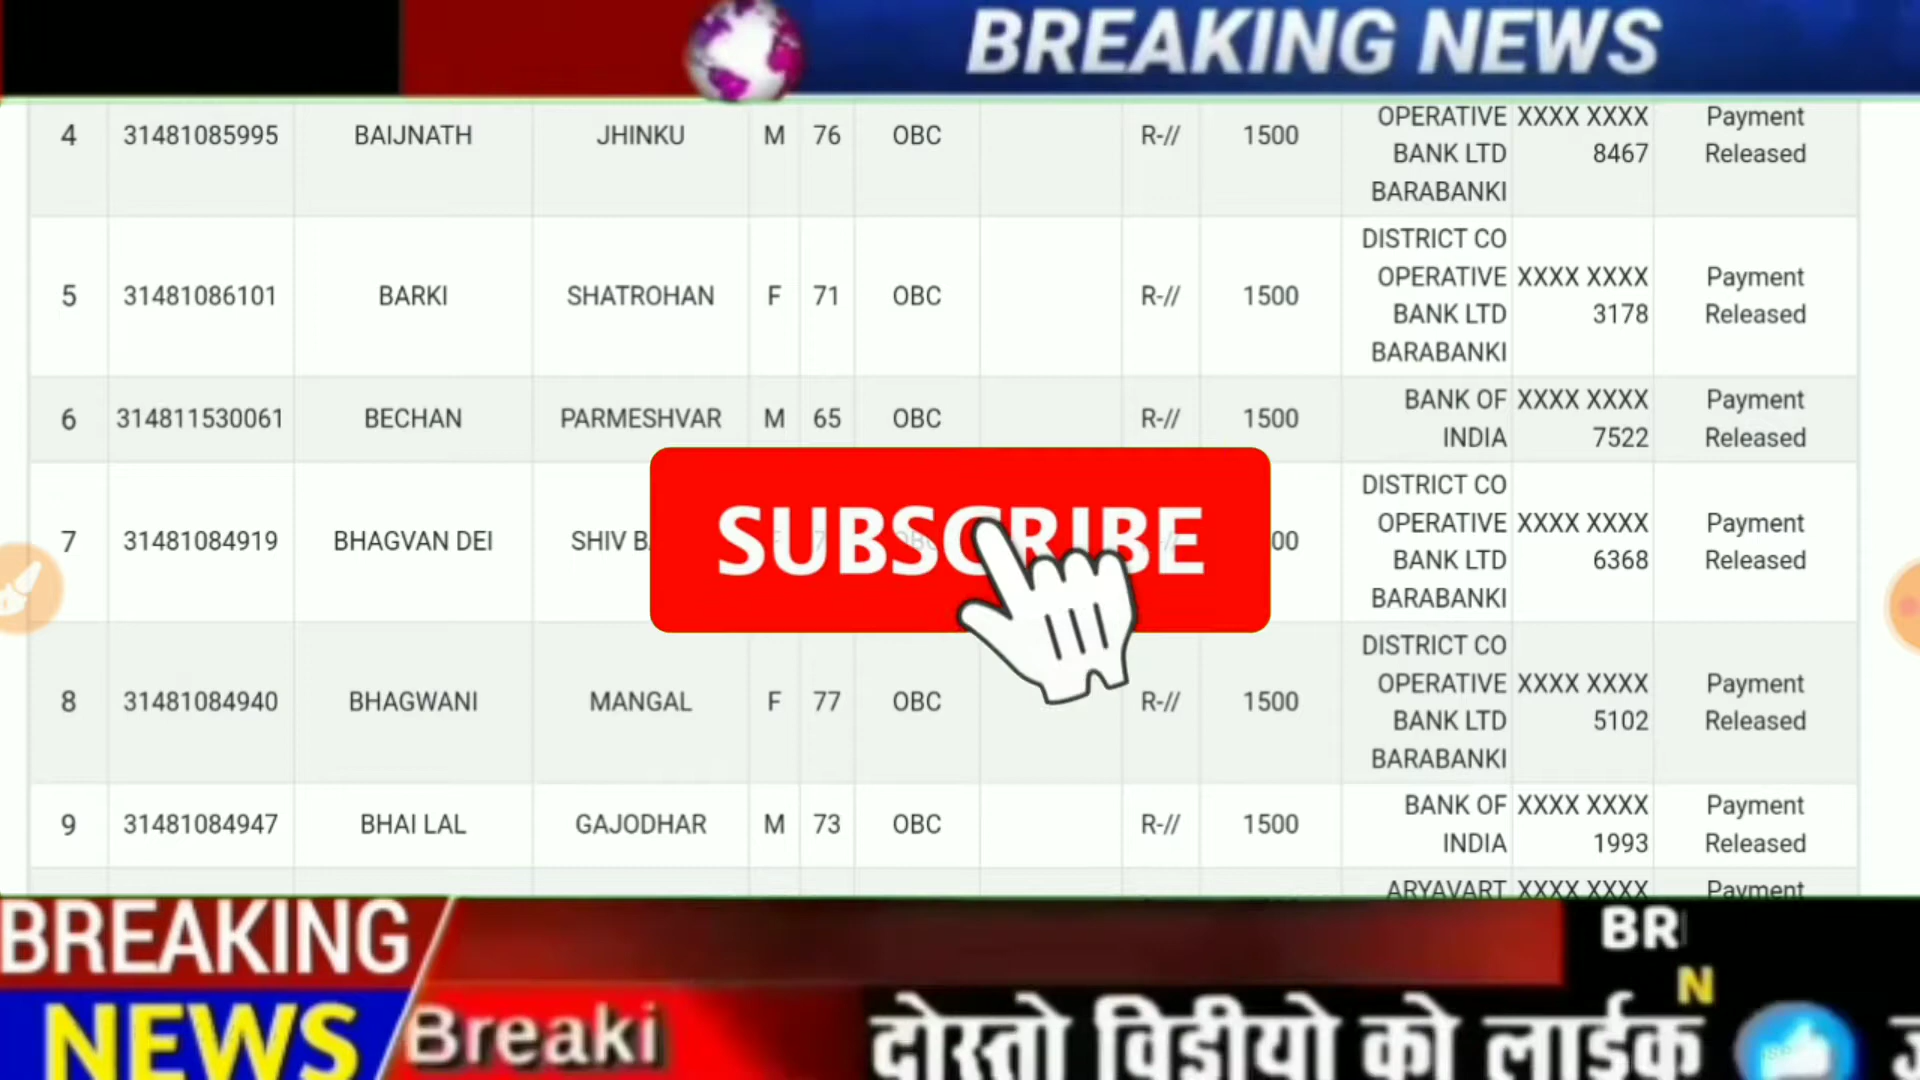 BREAKING NEWS
4 31481085995 BAIJNATH JHINKU M 76 OBC R-// 1500 OPERATIVE BANK LTD BARABANKI XXXX XXXX 8467 Payment Released
5 31481086101 BARKI SHATROHAN F 71 OBC R-// 1500 DISTRICT CO OPERATIVE BANK LTD BARABANKI XXXX XXXX 3178 Payment Released
6 314811530061 BECHAN PARMESHVAR M 65 OBC R-// 1500 BANK OF INDIA XXXX XXXX 7522 Payment Released
7 31481084919 BHAGVAN DEI SHIV 00 DISTRICT CO OPERATIVE BANK LTD BARABANKI XXXX XXXX 6368 Payment Released
SUBSCRIBE
8 31481084940 BHAGWANI MANGAL F 77 OBC R-// 1500 DISTRICT CO OPERATIVE BANK LTD BARABANKI XXXX XXXX 5102 Payment Released
9 31481084947 BHAI LAL GAJODHAR M 73 OBC R-// 1500 BANK OF INDIA XXXX XXXX 1993 Payment Released
ARYAVART XXXX XXXX Payment
BREAKING
NEWS
BR
N
Breaki
दोस्तो विडीयो को लाईक